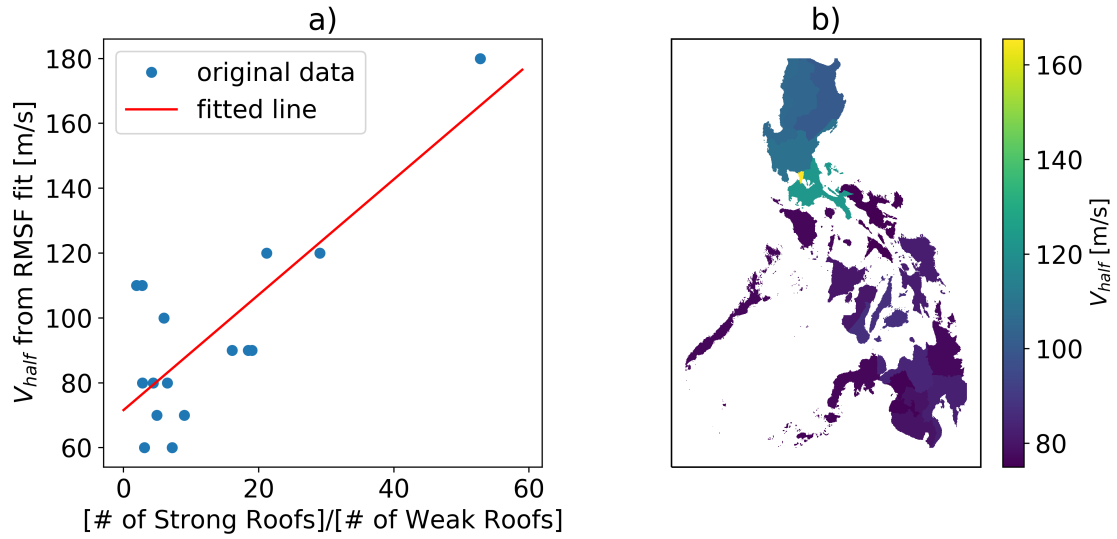 a)
V_half from RMSF fit [m/s]
180
160
140
120
100
80
60
original data
fitted line
0
20
40
60
[# of Strong Roofs]/[# of Weak Roofs]
b)
160
140
120
100
80
V_half [m/s]